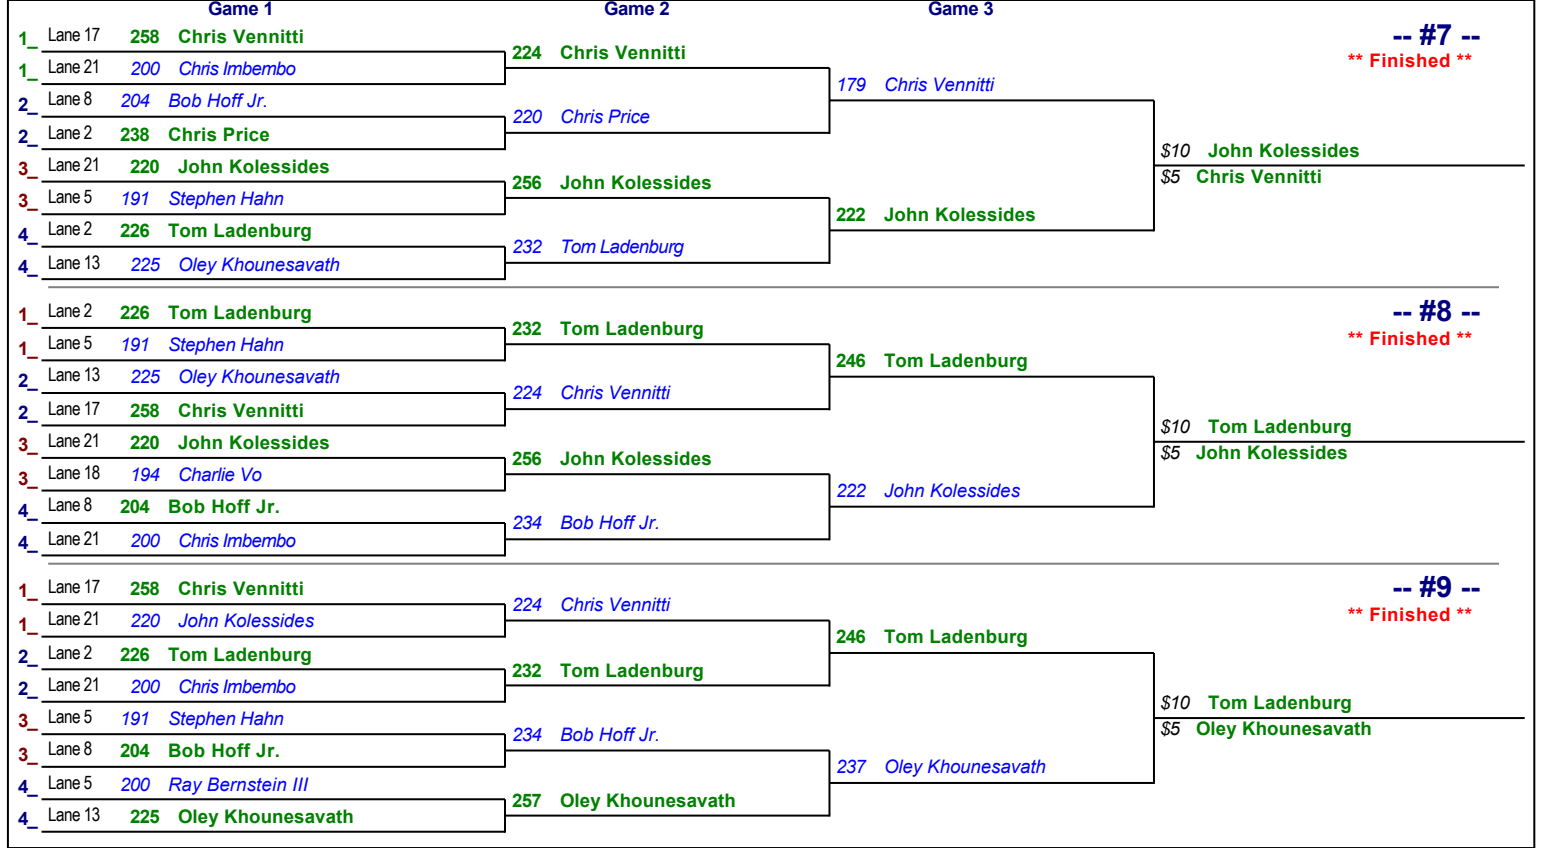 Game 1 Game 2 Game 3
1_ Lane 17 258 Chris Vennitti
-- #7 --
224 Chris Vennitti
** Finished **
1_ Lane 21 200 Chris Imbembo
179 Chris Vennitti
2_ Lane 8 204 Bob Hoff Jr.
220 Chris Price
2_ Lane 2 238 Chris Price
$10 John Kolessides
3_ Lane 21 220 John Kolessides
$5 Chris Vennitti
256 John Kolessides
3_ Lane 5 191 Stephen Hahn
222 John Kolessides
4_ Lane 2 226 Tom Ladenburg
232 Tom Ladenburg
4_ Lane 13 225 Oley Khounesavath
1_ Lane 2 226 Tom Ladenburg
-- #8 --
232 Tom Ladenburg
** Finished **
1_ Lane 5 191 Stephen Hahn
246 Tom Ladenburg
2_ Lane 13 225 Oley Khounesavath
224 Chris Vennitti
2_ Lane 17 258 Chris Vennitti
$10 Tom Ladenburg
3_ Lane 21 220 John Kolessides
$5 John Kolessides
256 John Kolessides
3_ Lane 18 194 Charlie Vo
222 John Kolessides
4_ Lane 8 204 Bob Hoff Jr.
234 Bob Hoff Jr.
4_ Lane 21 200 Chris Imbembo
1_ Lane 17 258 Chris Vennitti
-- #9 --
224 Chris Vennitti
** Finished **
1_ Lane 21 220 John Kolessides
246 Tom Ladenburg
2_ Lane 2 226 Tom Ladenburg
232 Tom Ladenburg
2_ Lane 21 200 Chris Imbembo
$10 Tom Ladenburg
3_ Lane 5 191 Stephen Hahn
$5 Oley Khounesavath
234 Bob Hoff Jr.
3_ Lane 8 204 Bob Hoff Jr.
237 Oley Khounesavath
4_ Lane 5 200 Ray Bernstein III
257 Oley Khounesavath
4_ Lane 13 225 Oley Khounesavath